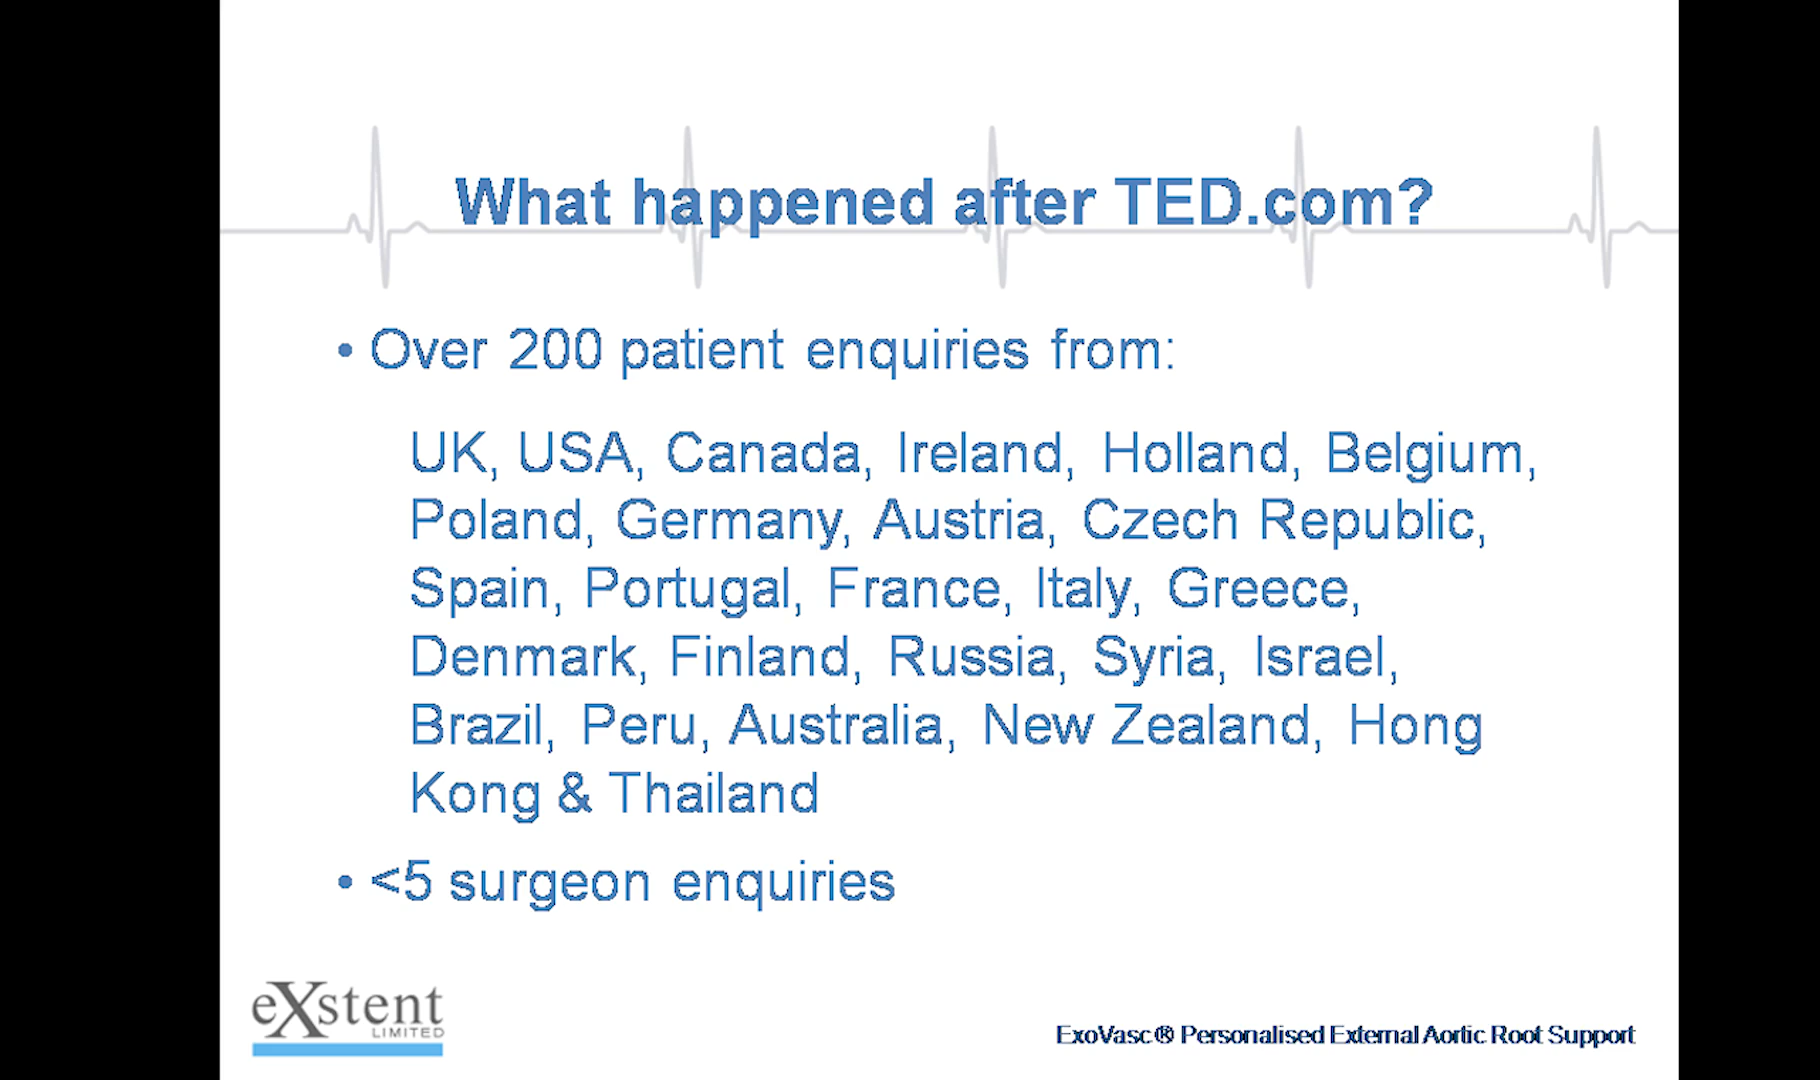 What happened after TED.com?
• Over 200 patient enquiries from:
UK, USA, Canada, Ireland, Holland, Belgium,
Poland, Germany, Austria, Czech Republic,
Spain, Portugal, France, Italy, Greece,
Denmark, Finland, Russia, Syria, Israel,
Brazil, Peru, Australia, New Zealand, Hong
Kong & Thailand
• <5 surgeon enquiries
eXstent
LIMITED
ExoVasc® Personalised External Aortic Root Support